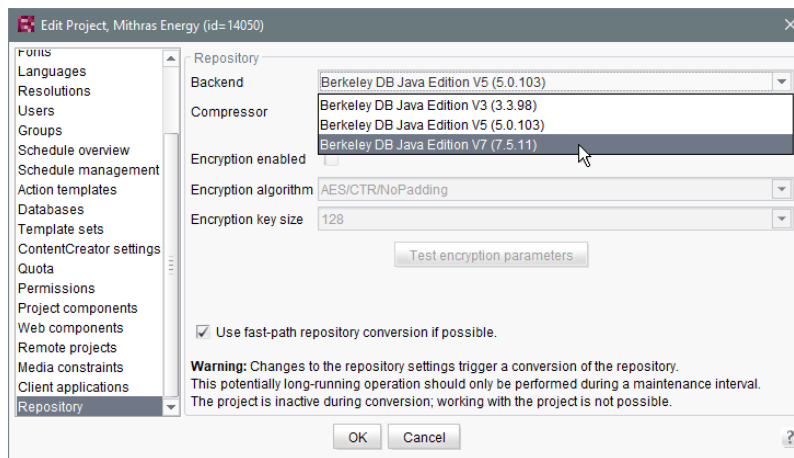 Edit Project, Mithras Energy (id=14050)
Fonts
Languages
Resolutions
Users
Groups
Schedule overview
Schedule management
Action templates
Databases
Template sets
ContentCreator settings
Quota
Permissions
Project components
Web components
Remote projects
Media constraints
Client applications
Repository
Repository
Backend
Berkeley DB Java Edition V5 (5.0.103)
Berkeley DB Java Edition V3 (3.3.98)
Berkeley DB Java Edition V5 (5.0.103)
Berkeley DB Java Edition V7 (7.5.11)
Compressor
Encryption enabled
Encryption algorithm AES/CTR/NoPadding
Encryption key size 128
Test encryption parameters
Use fast-path repository conversion if possible.
Warning: Changes to the repository settings trigger a conversion of the repository.
This potentially long-running operation should only be performed during a maintenance interval.
The project is inactive during conversion; working with the project is not possible.
OK Cancel
?